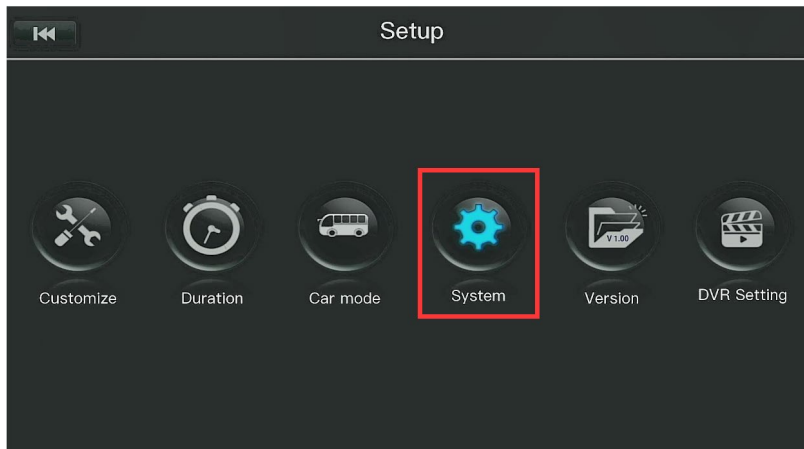 Setup
Customize
Duration
Car mode
System
V 1.00
Version
DVR Setting